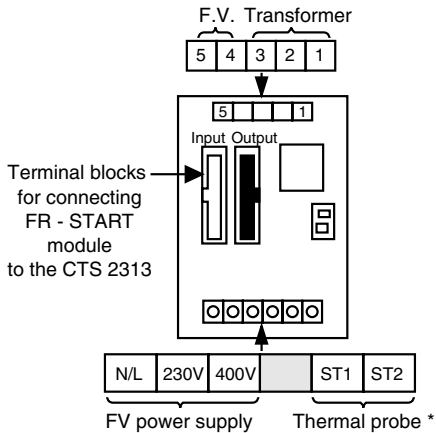 F.V. Transformer
5 4 3 2 1
5 1
Input Output
Terminal blocks
for connecting
FR - START
module
to the CTS 2313
N/L 230V 400V ST1 ST2
FV power supply Thermal probe *